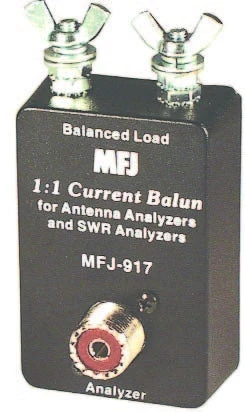 Balanced Load
MFJ
1:1 Current Balun
for Antenna Analyzers
and SWR Analyzers
MFJ-917
Analyzer